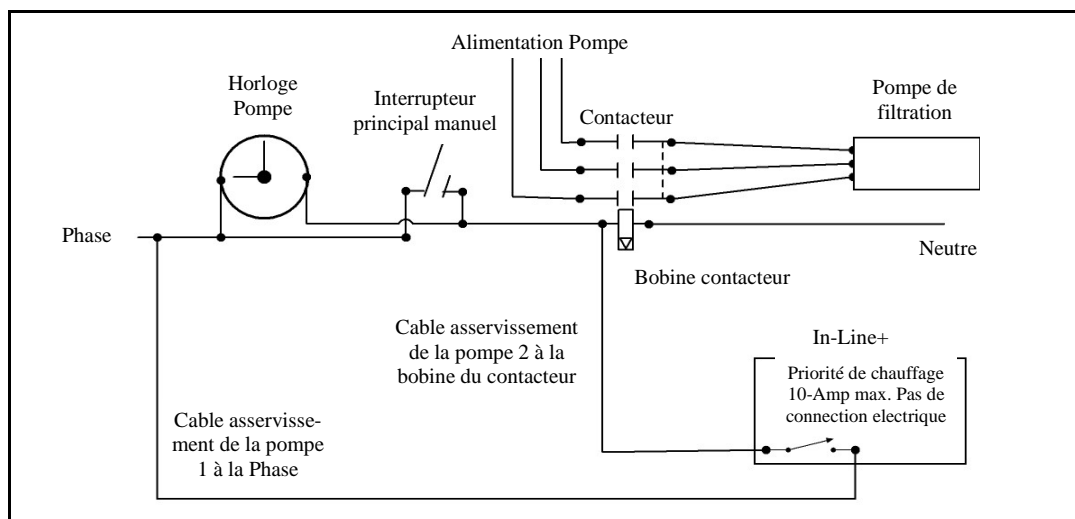 Alimentation Pompe
Horloge
Pompe
Interrupteur
principal manuel
Contacteur
Pompe de
filtration
Phase
Neutre
Bobine contacteur
Cable asservissement
de la pompe 2 à la
bobine du contacteur
In-Line+
Priorité de chauffage
10-Amp max. Pas de
connection electrique
Cable asservisse-
ment de la pompe
1 à la Phase